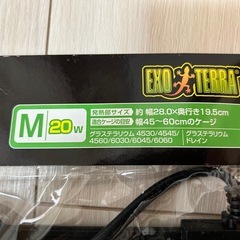 EXO TERRA
M 20W
発熱部サイズ 約 幅28.0×奥行き19.5cm
適合ケージの目安 幅45～60cmのケージ
グラステラリウム 4530/4545/
4560/6030/6045/6060
グラステラリウム
ドレイン